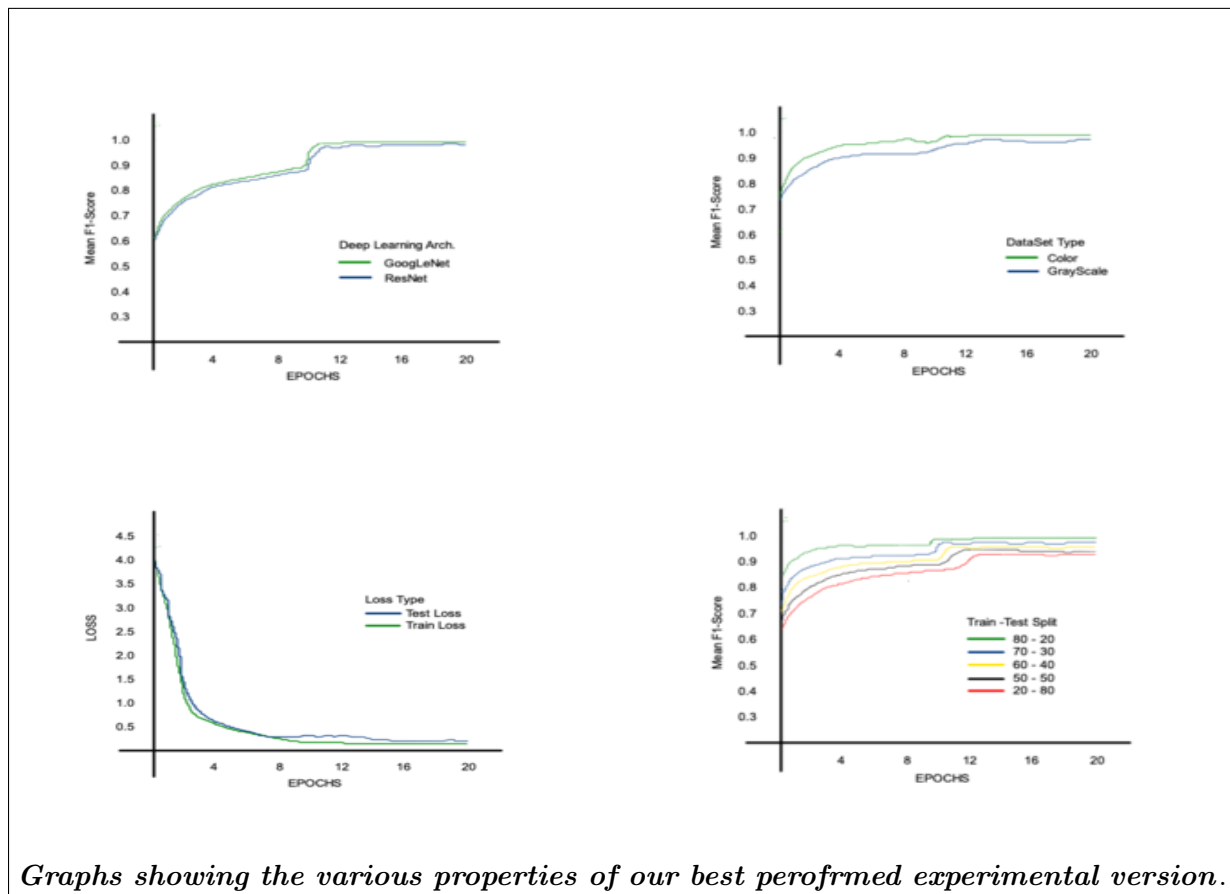 1.0
0.9
0.8
0.7
0.6
0.5
0.4
0.3
Mean F1-Score
Deep Learning Arch.
GoogLeNet
ResNet
4 8 12 16 20
EPOCHS
1.0
0.9
0.8
0.7
0.6
0.5
0.4
0.3
Mean F1-Score
DataSet Type
Color
GrayScale
4 8 12 16 20
EPOCHS
4.5
4.0
3.5
3.0
2.5
2.0
1.5
1.0
0.5
LOSS
Loss Type
Test Loss
Train Loss
4 8 12 16 20
EPOCHS
1.0
0.9
0.8
0.7
0.6
0.5
0.4
0.3
Mean F1-Score
Train -Test Split
80 - 20
70 - 30
60 - 40
50 - 50
20 - 80
4 8 12 16 20
EPOCHS
Graphs showing the various properties of our best perofrmed experimental version.